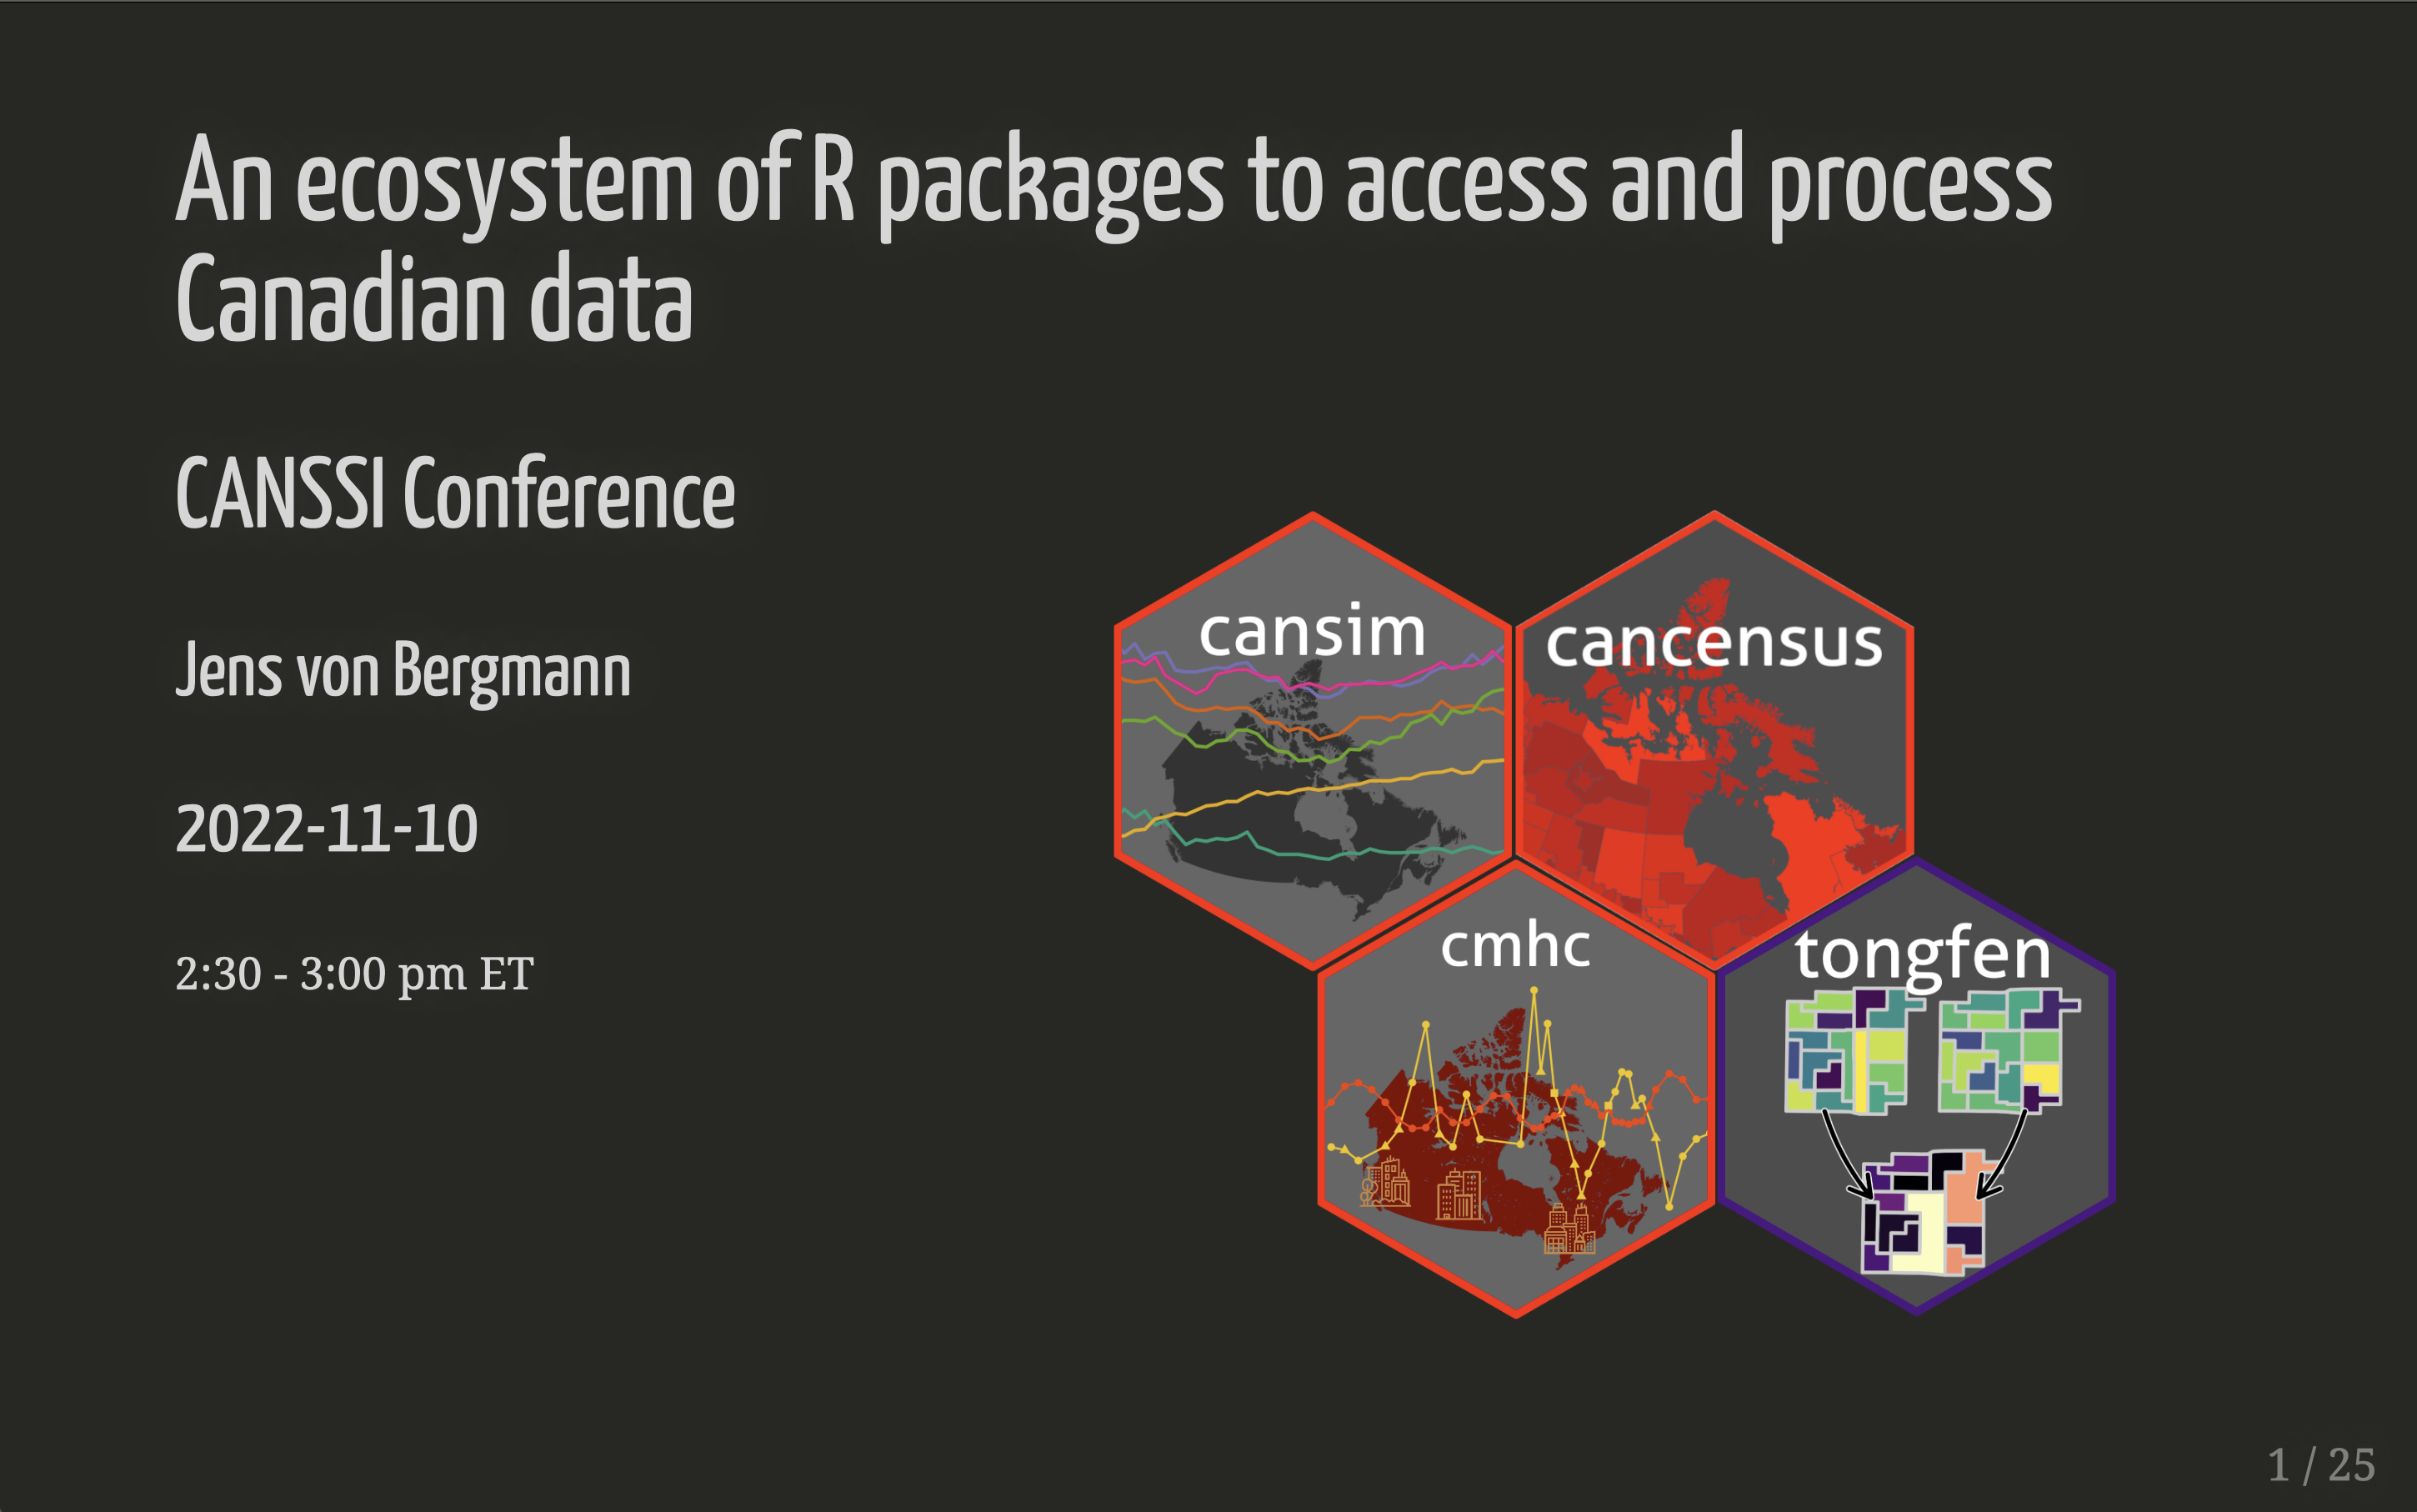 An ecosystem of R packages to access and process
Canadian data
CANSSI Conference
Jens von Bergmann
2022-11-10
2:30 - 3:00 pm ET
cansim
cancensus
cmhc
tongfen
1 / 25